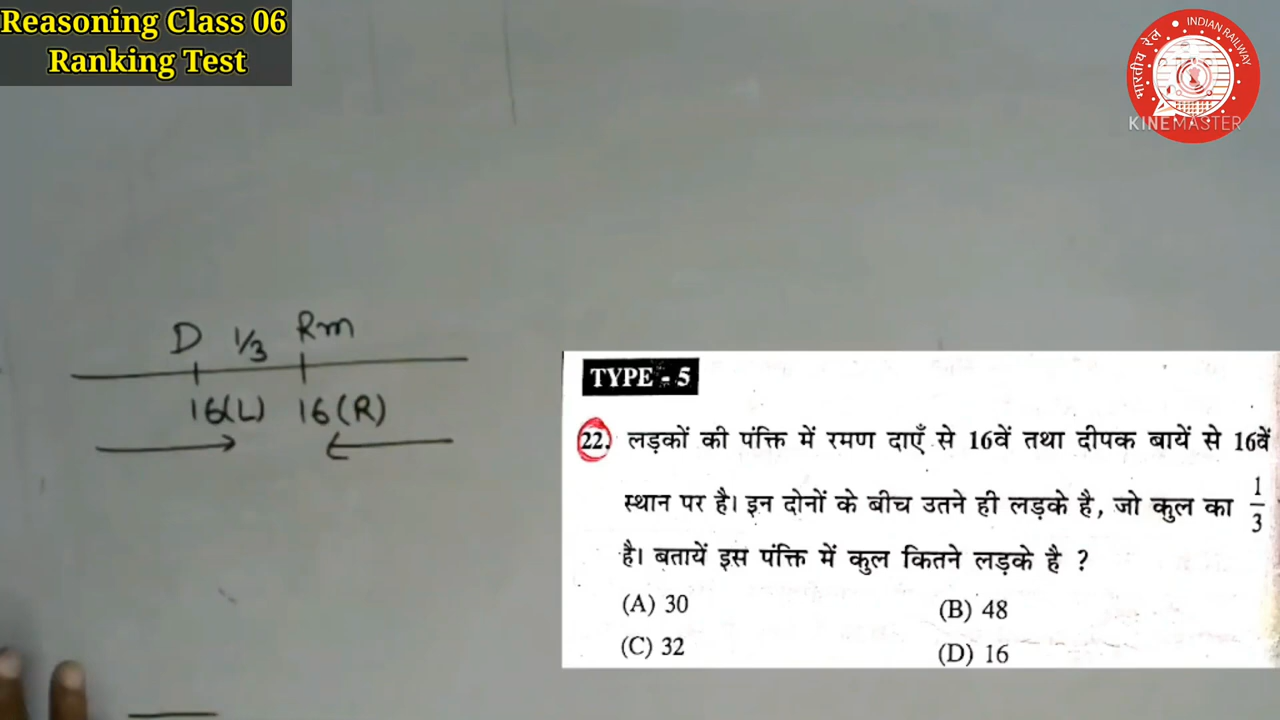 Reasoning Class 06
Ranking Test
भारतीय रेल
INDIAN RAILWAY
KINEMASTER
D 1/3 Rm
16(L) 16(R)
TYPE - 5
22. लड़कों की पंक्ति में रमण दाएँ से 16वें तथा दीपक बायें से 16वें
स्थान पर है। इन दोनों के बीच उतने ही लड़के है, जो कुल का 1/3
है। बतायें इस पंक्ति में कुल कितने लड़के है ?
(A) 30 (B) 48
(C) 32 (D) 16